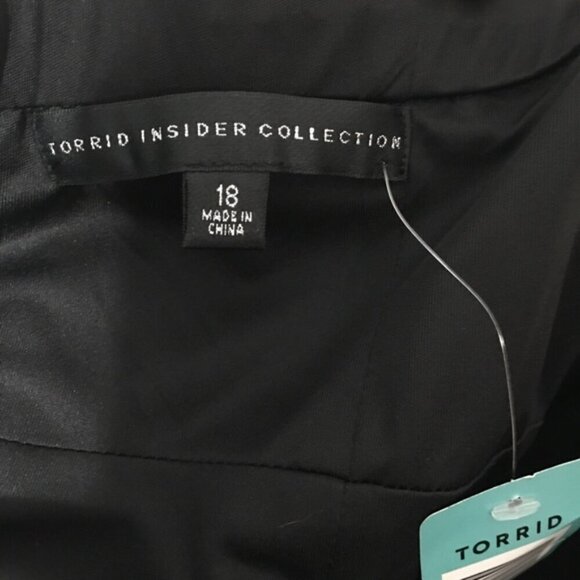 TORRID INSIDER COLLECTION
18
MADE IN
CHINA
TORRID